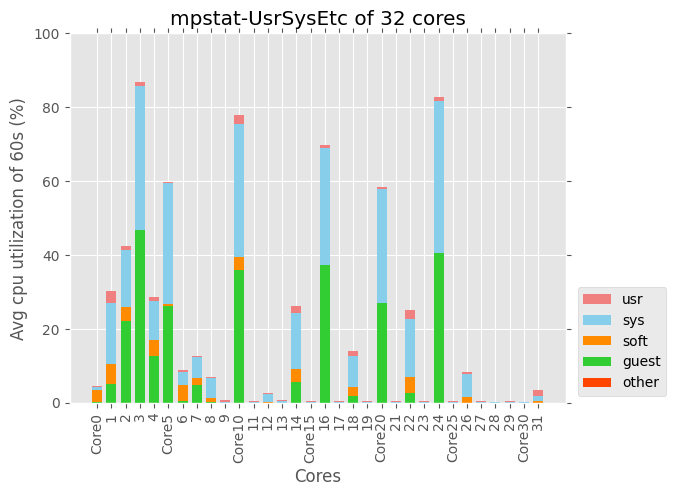 mpstat-UsrSysEtc of 32 cores
Avg cpu utilization of 60s (%)
100
80
60
40
20
0
Core0
1
2
3
4
Core5
6
7
8
9
Core10
11
12
13
14
Core15
16
17
18
19
Core20
21
22
23
24
Core25
26
27
28
29
Core30
31
Cores
usr
sys
soft
guest
other